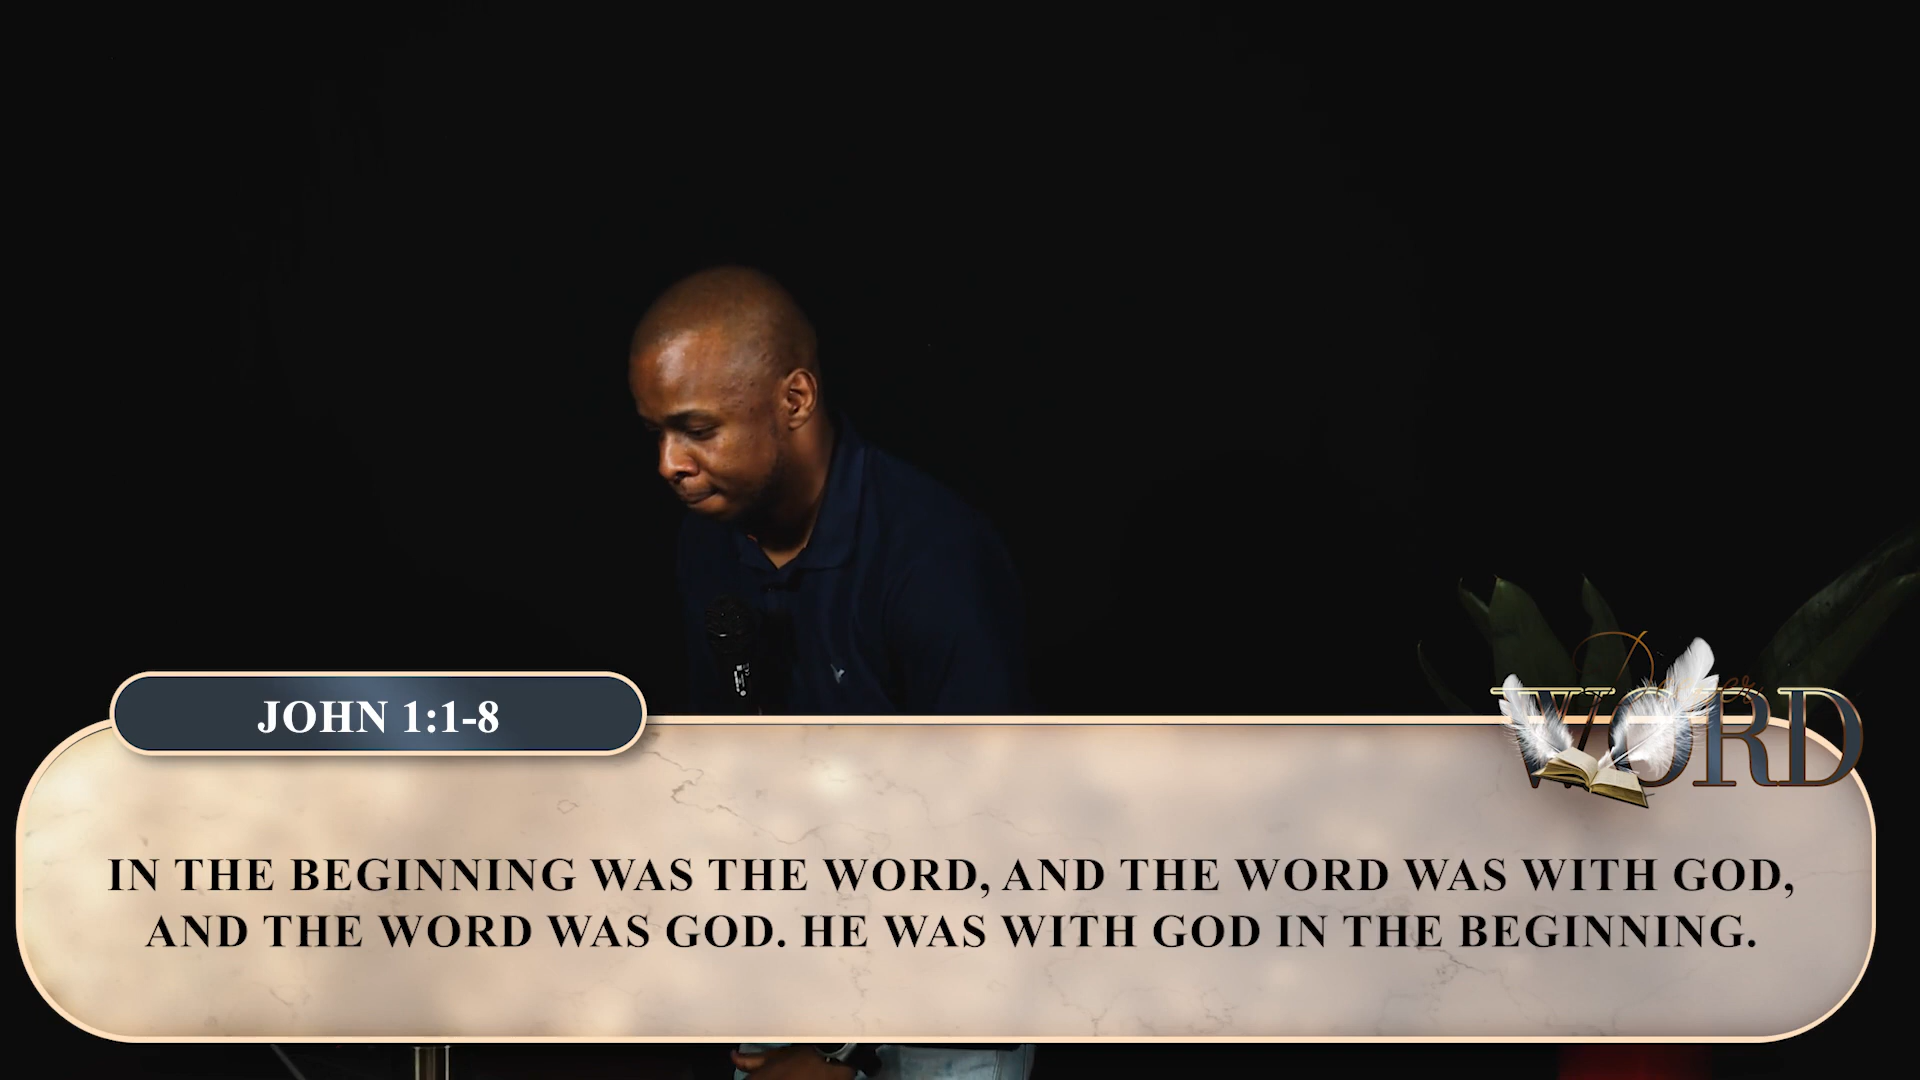 JOHN 1:1-8
WORD
IN THE BEGINNING WAS THE WORD, AND THE WORD WAS WITH GOD,
AND THE WORD WAS GOD. HE WAS WITH GOD IN THE BEGINNING.